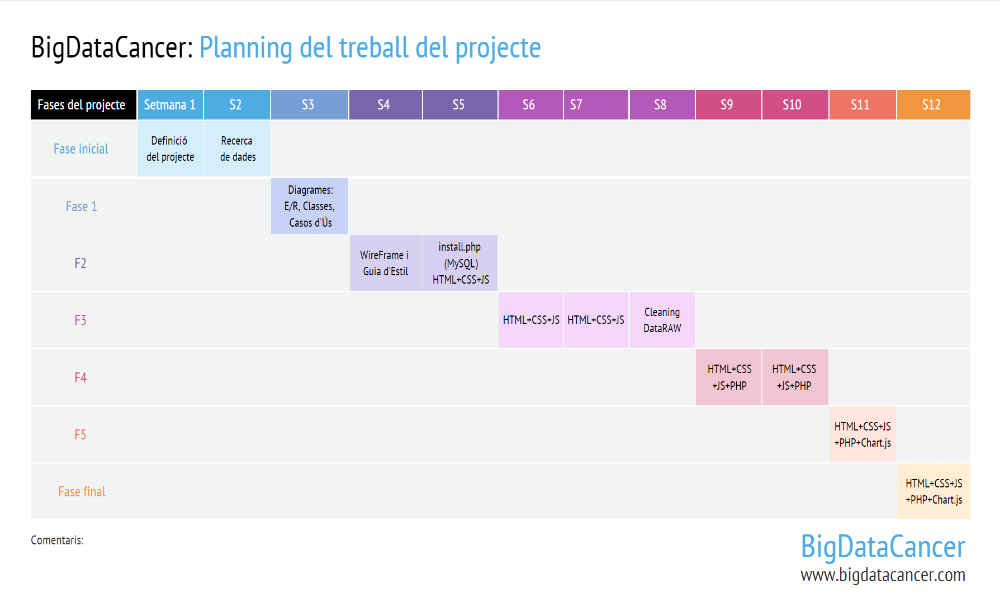 BigDataCancer: Planning del treball del projecte
Fases del projecte Setmana 1 S2 S3 S4 S5 S6 S7 S8 S9 S10 S11 S12
Fase inicial
Definició
del projecte
Recerca
de dades
Fase 1
Diagrames:
E/R, Classes,
Casos d'Ús
F2
WireFrame i
Guia d'Estil
install.php
(MySQL)
HTML+CSS+JS
F3
HTML+CSS+JS
HTML+CSS+JS
Cleaning
DataRAW
F4
HTML+CSS
+JS+PHP
HTML+CSS
+JS+PHP
F5
HTML+CSS+JS
+PHP+Chart.js
Fase final
HTML+CSS+JS
+PHP+Chart.js
Comentaris:
BigDataCancer
www.bigdatacancer.com